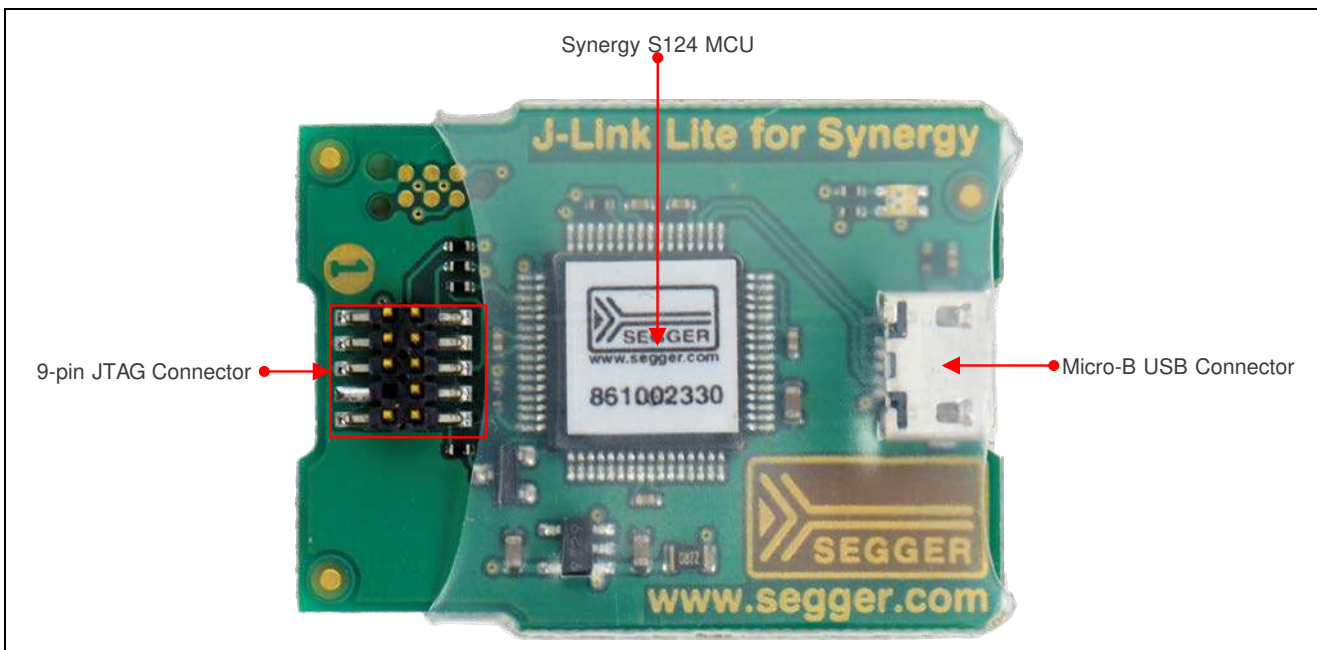 Synergy S124 MCU
J-Link Lite for Synergy
1
SEGGER
www.segger.com
861002330
9-pin JTAG Connector
Micro-B USB Connector
SEGGER
www.segger.com